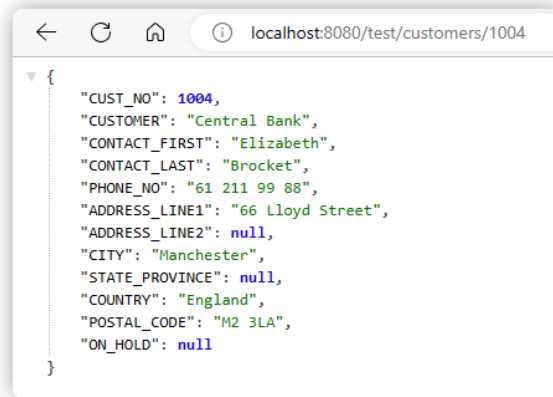 localhost:8080/test/customers/1004
{
"CUST_NO": 1004,
"CUSTOMER": "Central Bank",
"CONTACT_FIRST": "Elizabeth",
"CONTACT_LAST": "Brocket",
"PHONE_NO": "61 211 99 88",
"ADDRESS_LINE1": "66 Lloyd Street",
"ADDRESS_LINE2": null,
"CITY": "Manchester",
"STATE_PROVINCE": null,
"COUNTRY": "England",
"POSTAL_CODE": "M2 3LA",
"ON_HOLD": null
}